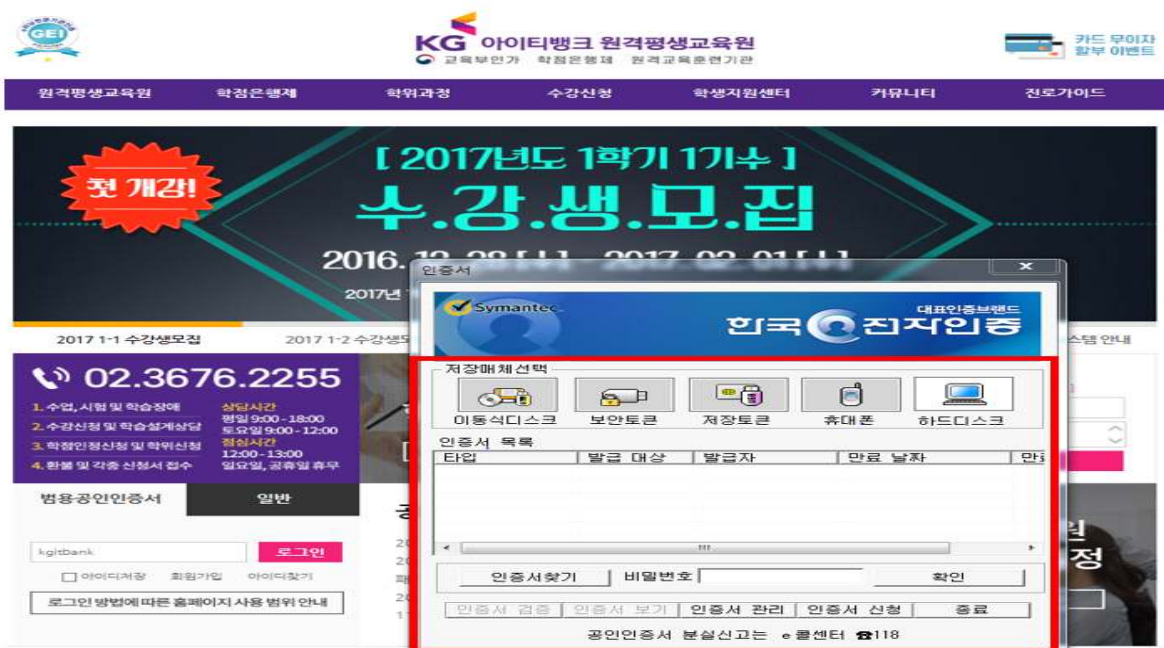 GEI
KG 아이티뱅크 원격평생교육원
교육부인가 학점은행제 원격교육훈련기관
카드 무이자
할부 이벤트
원격평생교육원 학점은행제 학위과정 수강신청 학생지원센터 커뮤니티 진로가이드
첫 개강!
[ 2017년도 1학기 1기수 ]
수.강.생.모.집
2016.
2017년
2017 1-1 수강생모집
2017 1-2 수강생
스템 안내
02.3676.2255
1. 수업, 시험 및 학습장애
2. 수강신청 및 학습설계상담
3. 학점인정신청 및 학위신청
4. 환불 및 각종 신청서 접수
상담시간
평일 9:00 - 18:00
토요일 9:00 - 12:00
점심시간
12:00 - 13:00
일요일, 공휴일 휴무
범용공인인증서 일반
kgitbank 로그인
아이디저장 회원가입 아이디찾기
로그인 방법에 따른 홈페이지 사용 범위 안내
인증서 x
Symantec.
대표인증브랜드
한국전자인증
저장매체선택
이동식디스크 보안토큰 저장토큰 휴대폰 하드디스크
인증서 목록
타입 발급 대상 발급자 만료 날짜 만료
인증서찾기 비밀번호 확인
인증서 검증 인증서 보기 인증서 관리 인증서 신청 종료
공인인증서 분실신고는 e콜센터 ☎118
정